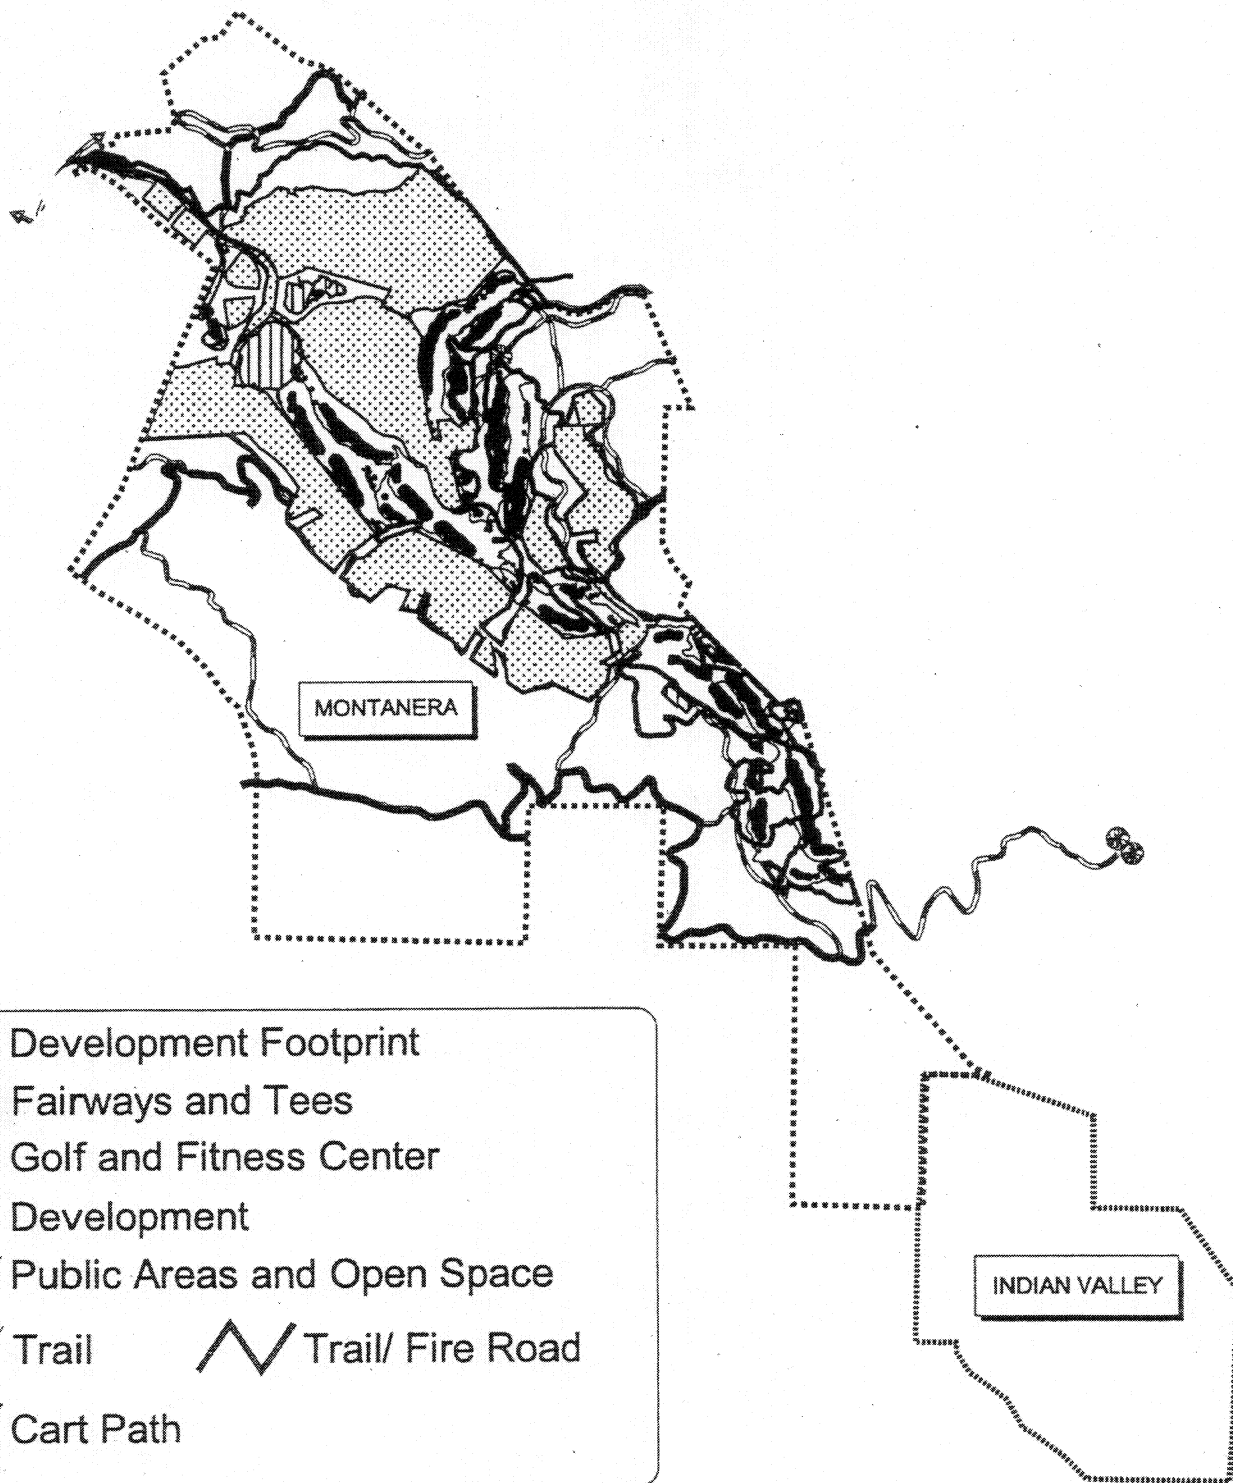 MONTANERA
Development Footprint
Fairways and Tees
Golf and Fitness Center
Development
Public Areas and Open Space
Trail
Trail/ Fire Road
Cart Path
INDIAN VALLEY